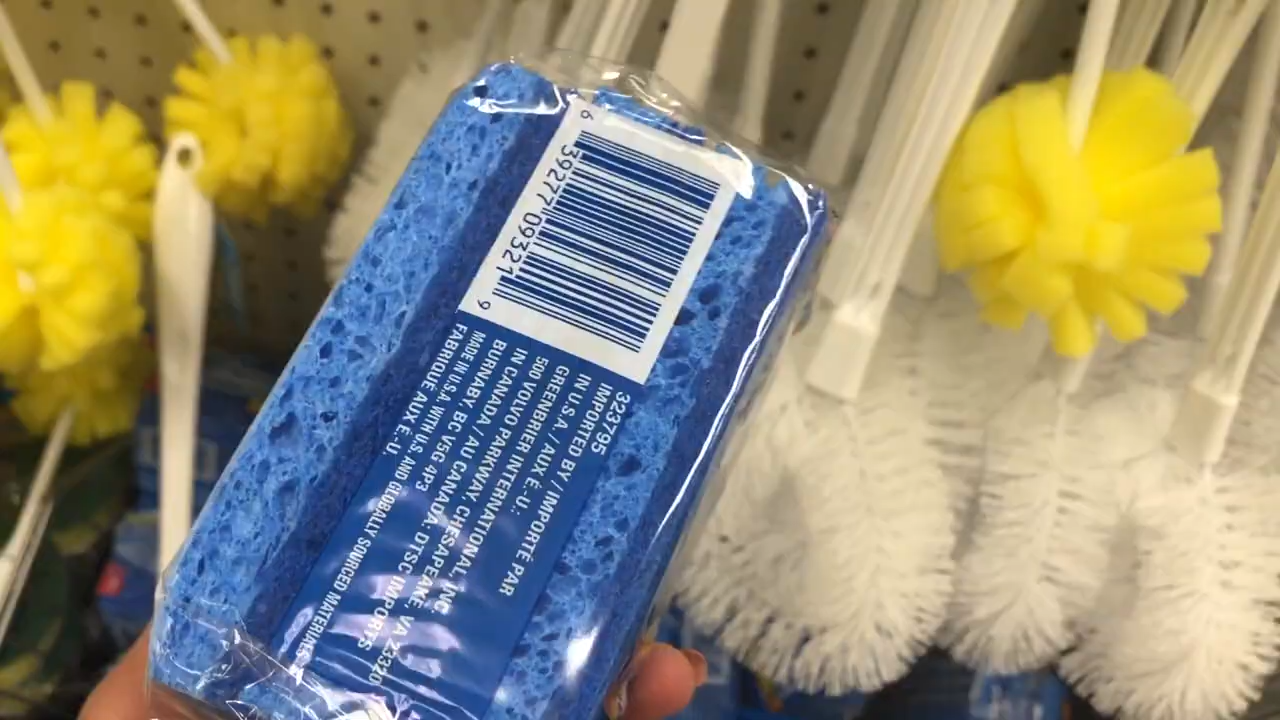 6 39277 09321 9
323795
IMPORTED BY / IMPORTÉ PAR
IN U.S.A. / AUX É.-U.:
GREENBRIER INTERNATIONAL, INC.
500 VOLVO PARKWAY, CHESAPEAKE, VA 23320
IN CANADA / AU CANADA: DTSC IMPORTS
BURNABY, BC V5G 4P3
MADE IN U.S.A. WITH U.S. AND GLOBALLY SOURCED MATERIALS
FABRIQUÉ AUX É.-U.